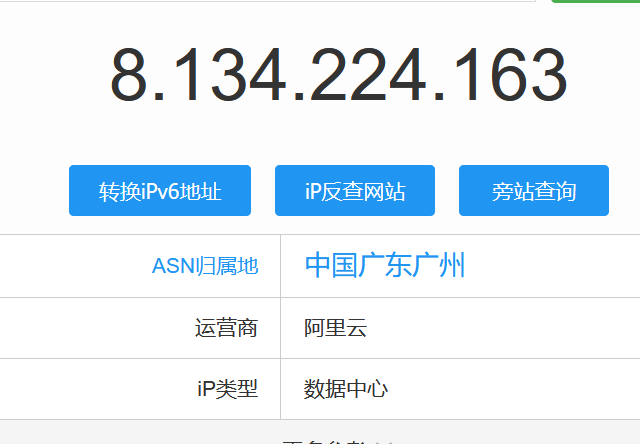 8.134.224.163
转换iPv6地址 iP反查网站 旁站查询
ASN归属地 中国广东广州
运营商 阿里云
iP类型 数据中心